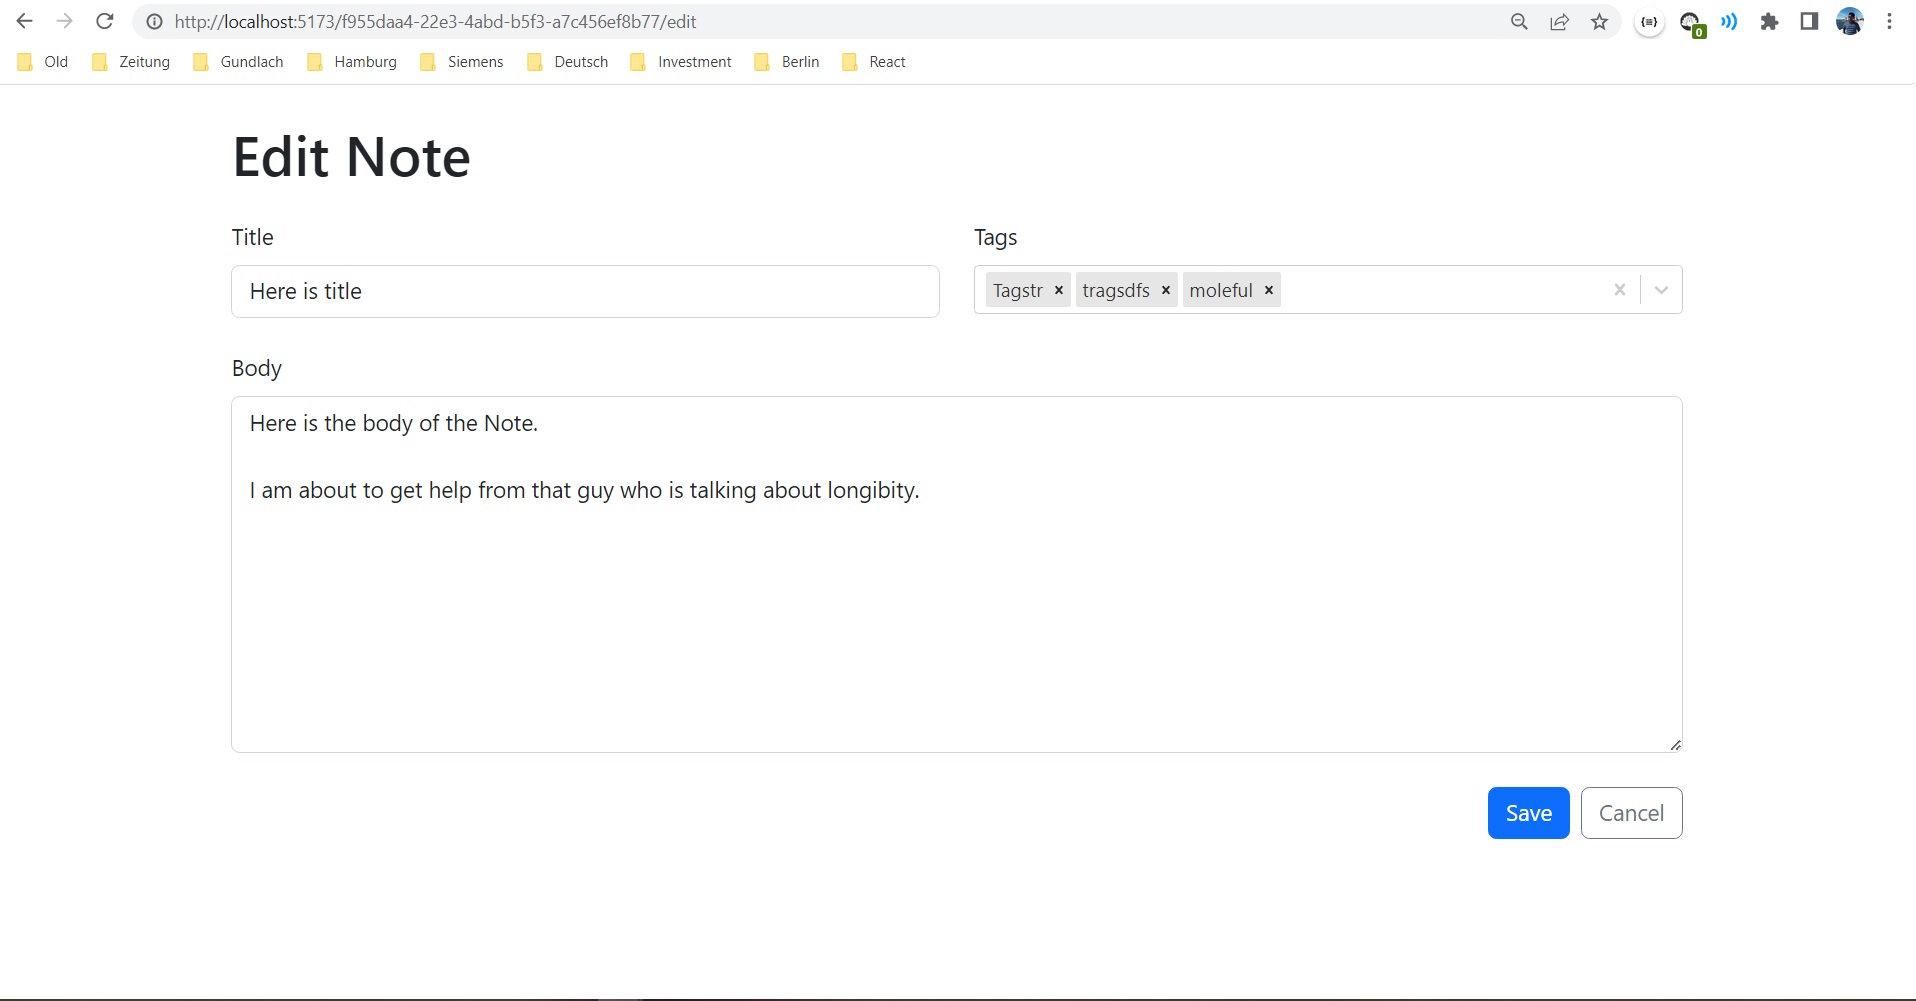 http://localhost:5173/f955daa4-22e3-4abd-b5f3-a7c456ef8b77/edit
0
Old Zeitung Gundlach Hamburg Siemens Deutsch Investment Berlin React
Edit Note
Title
Here is title
Tags
Tagstr tragsdfs moleful
Body
Here is the body of the Note.
I am about to get help from that guy who is talking about longibity.
Save Cancel